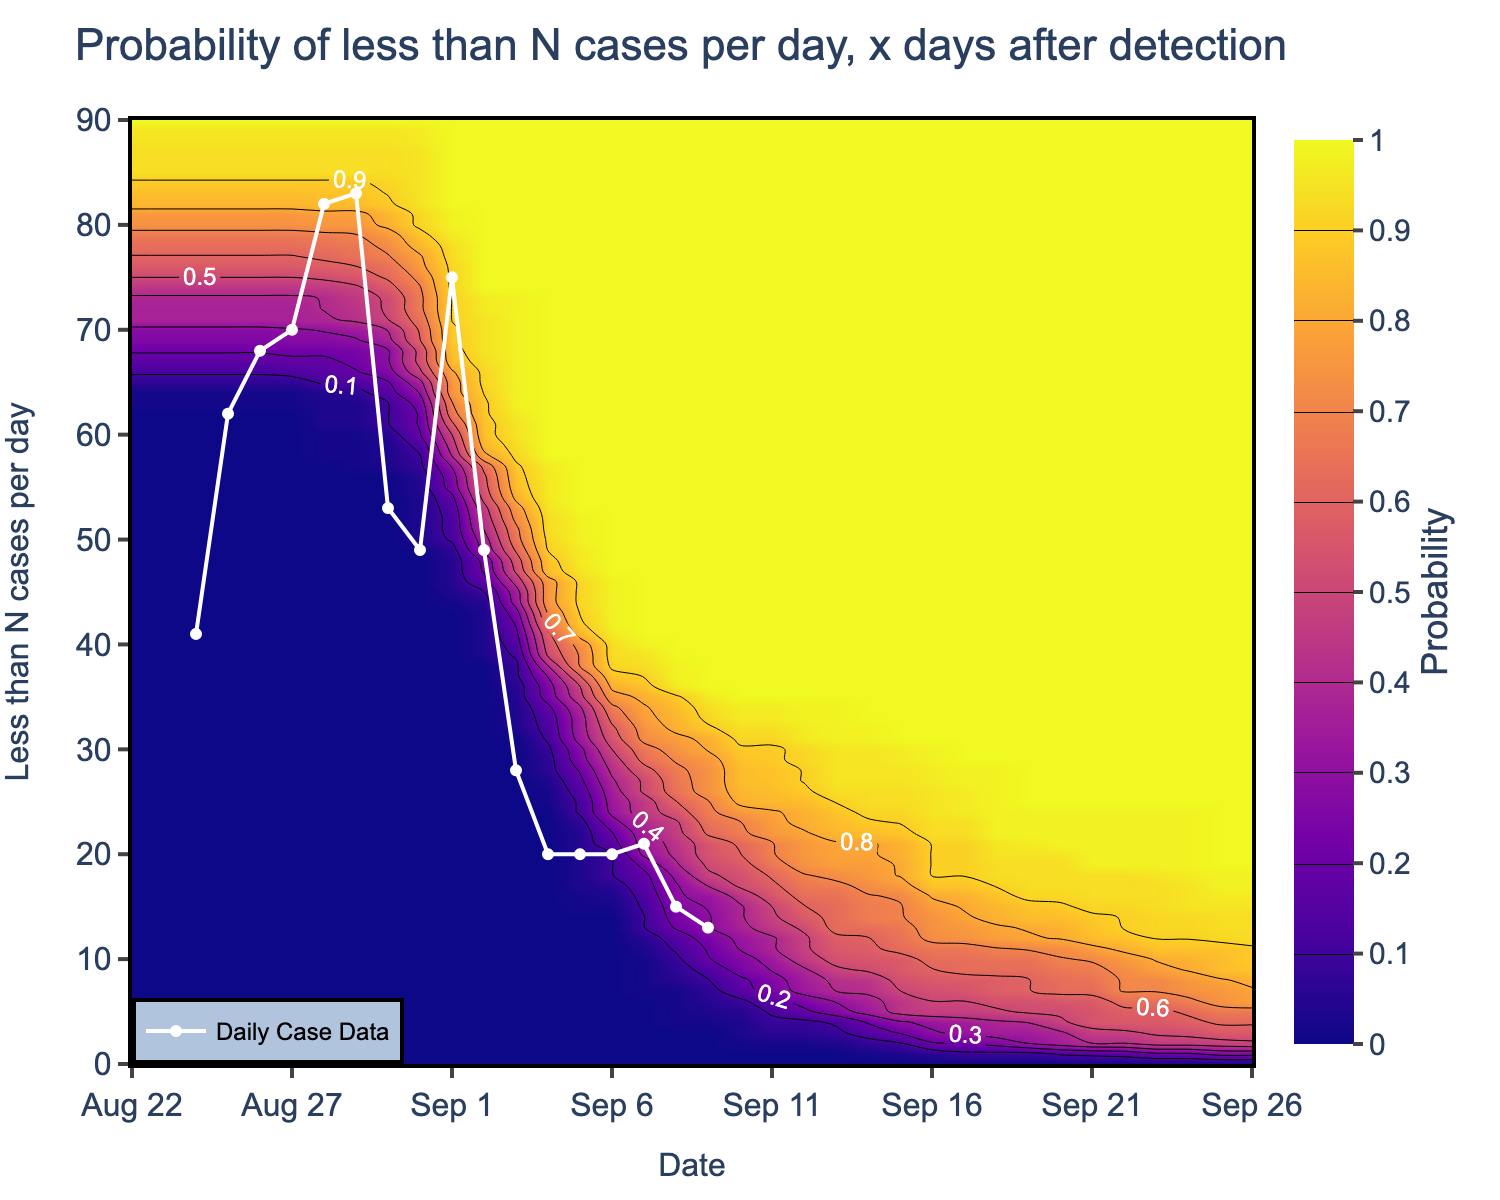 Probability of less than N cases per day, x days after detection
90
80
70
60
50
40
30
20
10
0
Less than N cases per day
0.9
0.5
0.1
0.7
0.4
0.8
0.2
0.6
0.3
Daily Case Data
Aug 22
Aug 27
Sep 1
Sep 6
Sep 11
Sep 16
Sep 21
Sep 26
Date
1
0.9
0.8
0.7
0.6
0.5
0.4
0.3
0.2
0.1
0
Probability